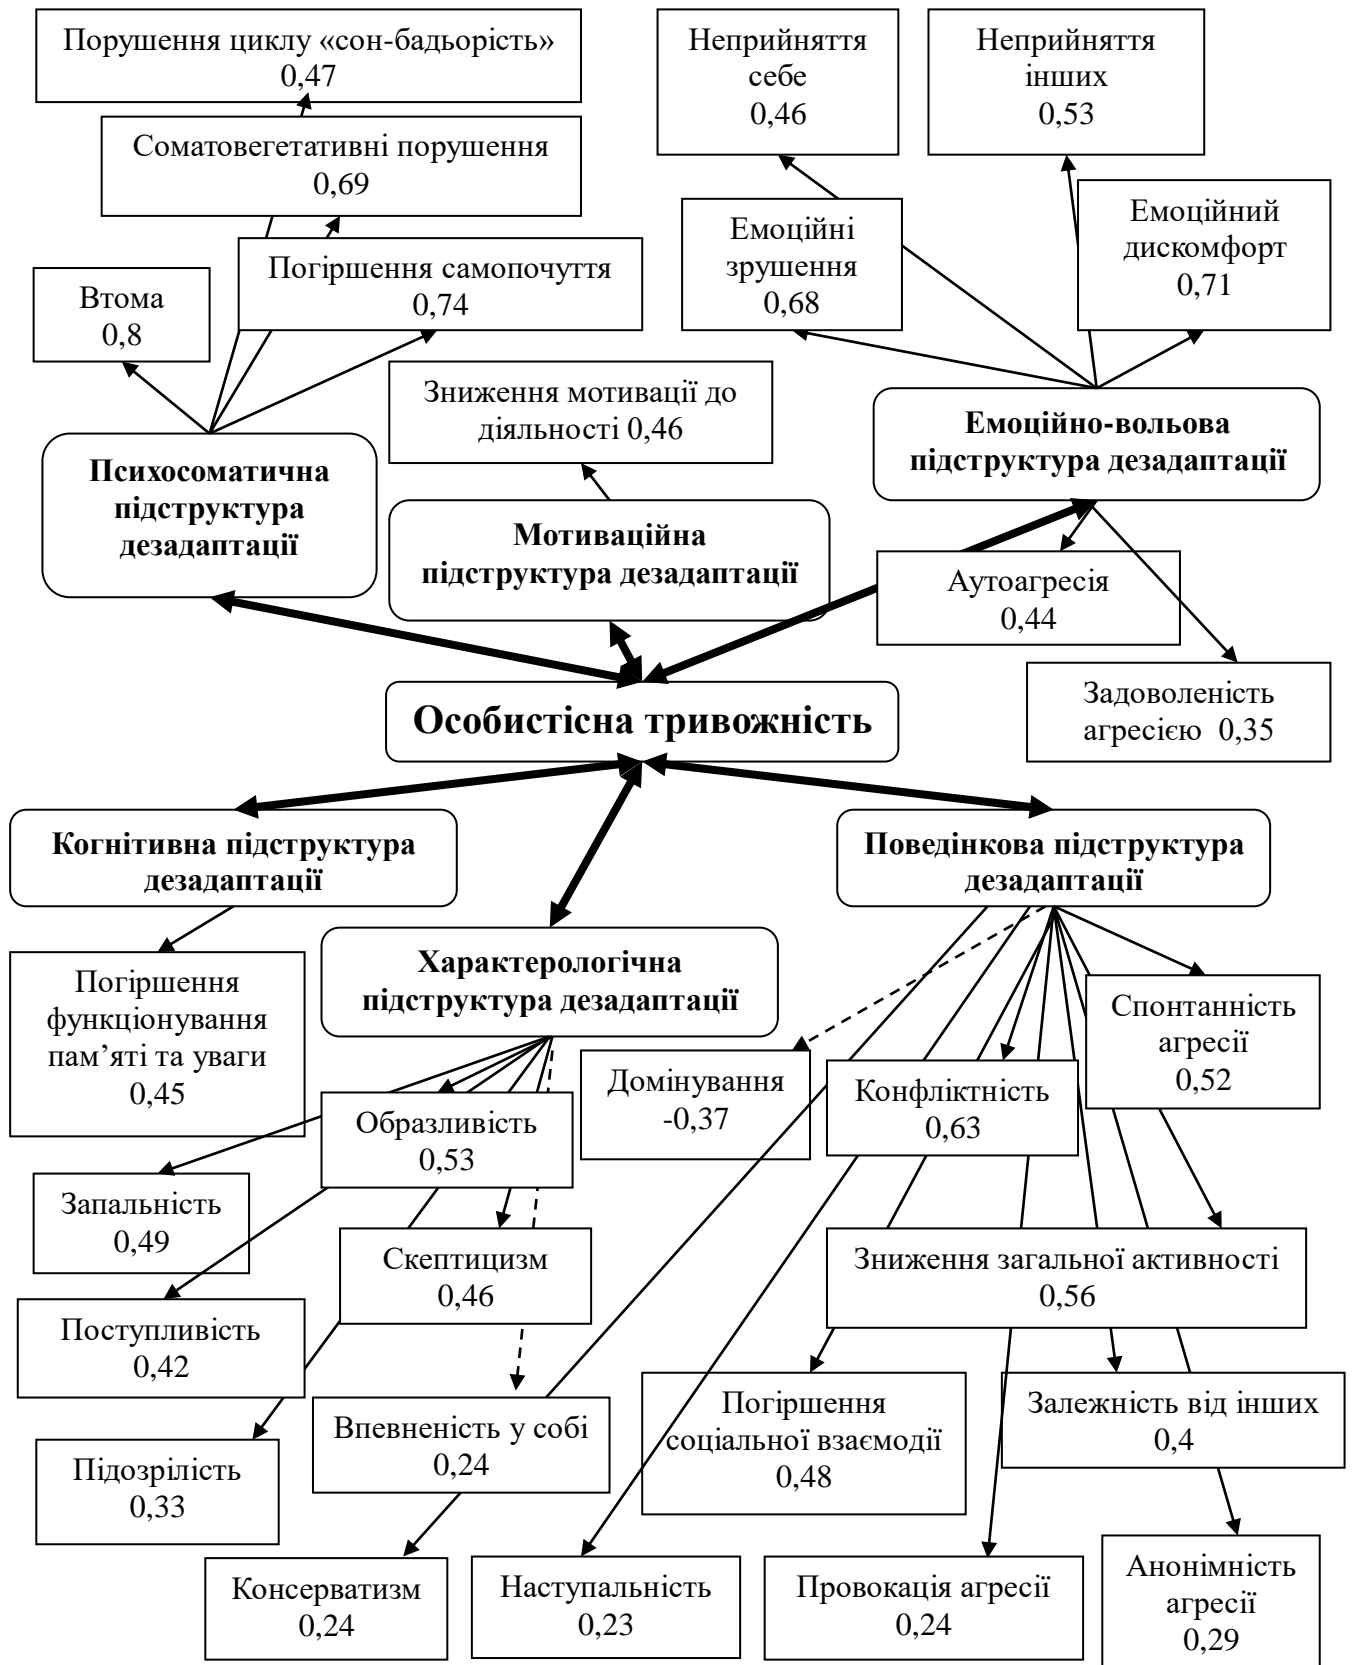 Порушення циклу «сон-бадьорість»
0,47
Неприйняття
себе
0,46
Неприйняття
інших
0,53
Соматовегетативні порушення
0,69
Емоційні
зрушення
0,68
Емоційний
дискомфорт
0,71
Погіршення самопочуття
0,74
Втома
0,8
Зниження мотивації до
діяльності 0,46
Емоційно-вольова
підструктура дезадаптації
Психосоматична
підструктура
дезадаптації
Мотиваційна
підструктура дезадаптації
Аутоагресія
0,44
Задоволеність
агресією 0,35
Особистісна тривожність
Когнітивна підструктура
дезадаптації
Поведінкова підструктура
дезадаптації
Характерологічна
підструктура дезадаптації
Погіршення
функціонування
пам’яті та уваги
0,45
Спонтанність
агресії
0,52
Домінування
-0,37
Конфліктність
0,63
Образливість
0,53
Запальність
0,49
Скептицизм
0,46
Зниження загальної активності
0,56
Поступливість
0,42
Впевненість у собі
0,24
Погіршення
соціальної взаємодії
0,48
Залежність від інших
0,4
Підозрілість
0,33
Консерватизм
0,24
Наступальність
0,23
Провокація агресії
0,24
Анонімність
агресії
0,29